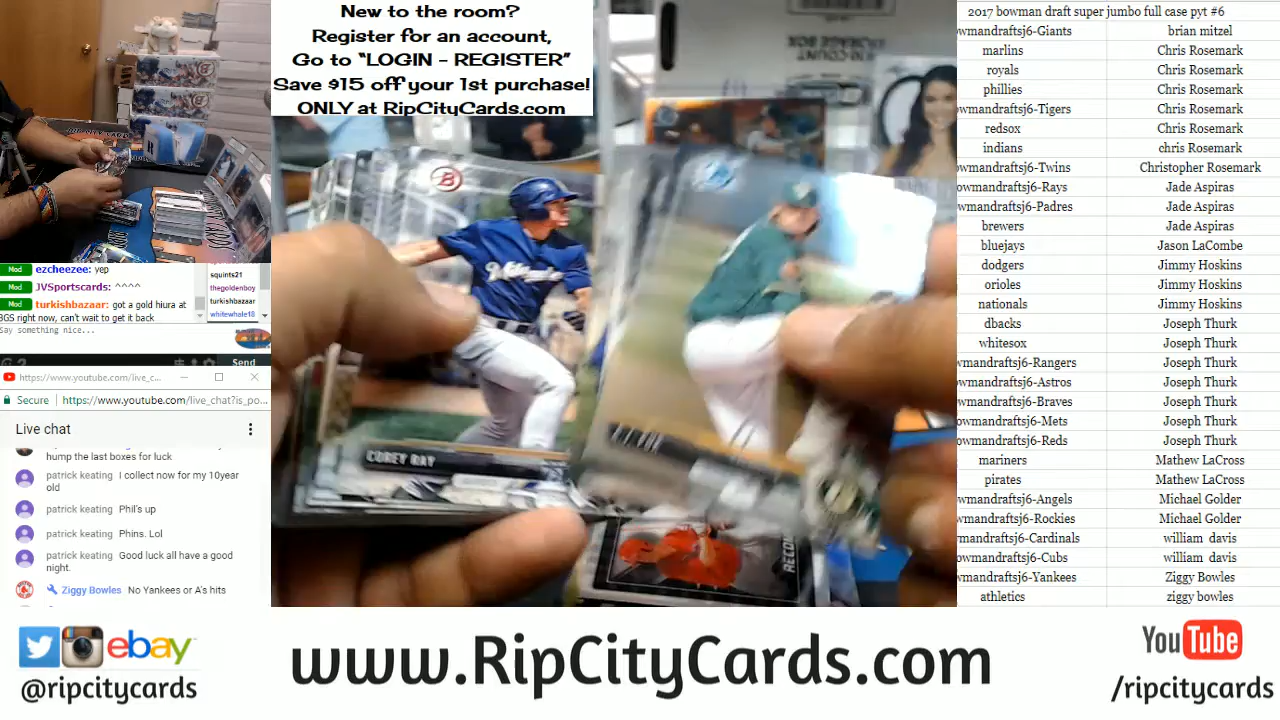 New to the room?
Register for an account,
Go to “LOGIN - REGISTER”
Save $15 off your 1st purchase!
ONLY at RipCityCards.com
2017 bowman draft super jumbo full case pyt #6
owmandraftsj6-Giants brian mitzel
marlins Chris Rosemark
royals Chris Rosemark
phillies Chris Rosemark
owmandraftsj6-Tigers Chris Rosemark
redsox Chris Rosemark
indians chris Rosemark
owmandraftsj6-Twins Christopher Rosemark
owmandraftsj6-Rays Jade Aspiras
owmandraftsj6-Padres Jade Aspiras
brewers Jade Aspiras
bluejays Jason LaCombe
dodgers Jimmy Hoskins
orioles Jimmy Hoskins
nationals Jimmy Hoskins
dbacks Joseph Thurk
whitesox Joseph Thurk
wmandraftsj6-Rangers Joseph Thurk
wmandraftsj6-Astros Joseph Thurk
wmandraftsj6-Braves Joseph Thurk
owmandraftsj6-Mets Joseph Thurk
owmandraftsj6-Reds Joseph Thurk
mariners Mathew LaCross
pirates Mathew LaCross
owmandraftsj6-Angels Michael Golder
wmandraftsj6-Rockies Michael Golder
mandraftsj6-Cardinals william davis
owmandraftsj6-Cubs william davis
wmandraftsj6-Yankees Ziggy Bowles
athletics ziggy bowles
Mod ezcheezee: yep
Mod JVSportscards: ^^^^
Mod turkishbazaar: got a gold hiura at
BGS right now, can't wait to get it back
squints21
thegoldenboy
turkishbazaar
whitewhale18
Say something nice...
Send
https://www.youtube.com/live_c...
Secure https://www.youtube.com/live_chat?is_po...
Live chat
hump the last boxes for luck
patrick keating I collect now for my 10year
old
patrick keating Phil's up
patrick keating Phins. Lol
patrick keating Good luck all have a good
night.
Ziggy Bowles No Yankees or A's hits
B
COREY RAY
ebay
@ripcitycards
www.RipCityCards.com
YouTube
/ripcitycards